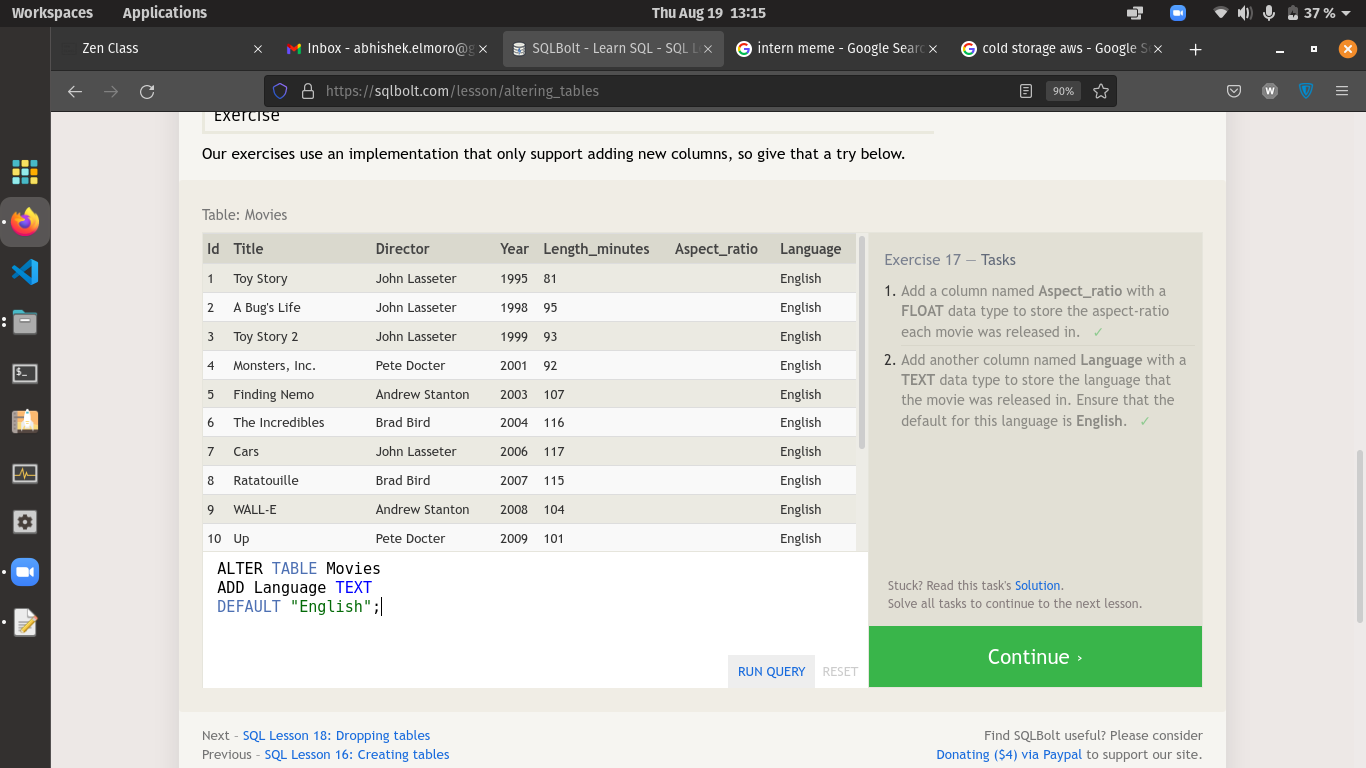 Workspaces Applications Thu Aug 19 13:15 37 %
Zen Class Inbox - abhishek.elmoro@g SQLBolt - Learn SQL - SQL L intern meme - Google Searc cold storage aws - Google S
https://sqlbolt.com/lesson/altering_tables 90% W
Exercise
Our exercises use an implementation that only support adding new columns, so give that a try below.
Table: Movies
Id Title Director Year Length_minutes Aspect_ratio Language
1 Toy Story John Lasseter 1995 81 English
2 A Bug's Life John Lasseter 1998 95 English
3 Toy Story 2 John Lasseter 1999 93 English
4 Monsters, Inc. Pete Docter 2001 92 English
5 Finding Nemo Andrew Stanton 2003 107 English
6 The Incredibles Brad Bird 2004 116 English
7 Cars John Lasseter 2006 117 English
8 Ratatouille Brad Bird 2007 115 English
9 WALL-E Andrew Stanton 2008 104 English
10 Up Pete Docter 2009 101 English
ALTER TABLE Movies
ADD Language TEXT
DEFAULT "English";
RUN QUERY RESET
Exercise 17 — Tasks
1. Add a column named Aspect_ratio with a
FLOAT data type to store the aspect-ratio
each movie was released in. ✓
2. Add another column named Language with a
TEXT data type to store the language that
the movie was released in. Ensure that the
default for this language is English. ✓
Stuck? Read this task's Solution.
Solve all tasks to continue to the next lesson.
Continue ›
Next - SQL Lesson 18: Dropping tables
Previous - SQL Lesson 16: Creating tables
Find SQLBolt useful? Please consider
Donating ($4) via Paypal to support our site.